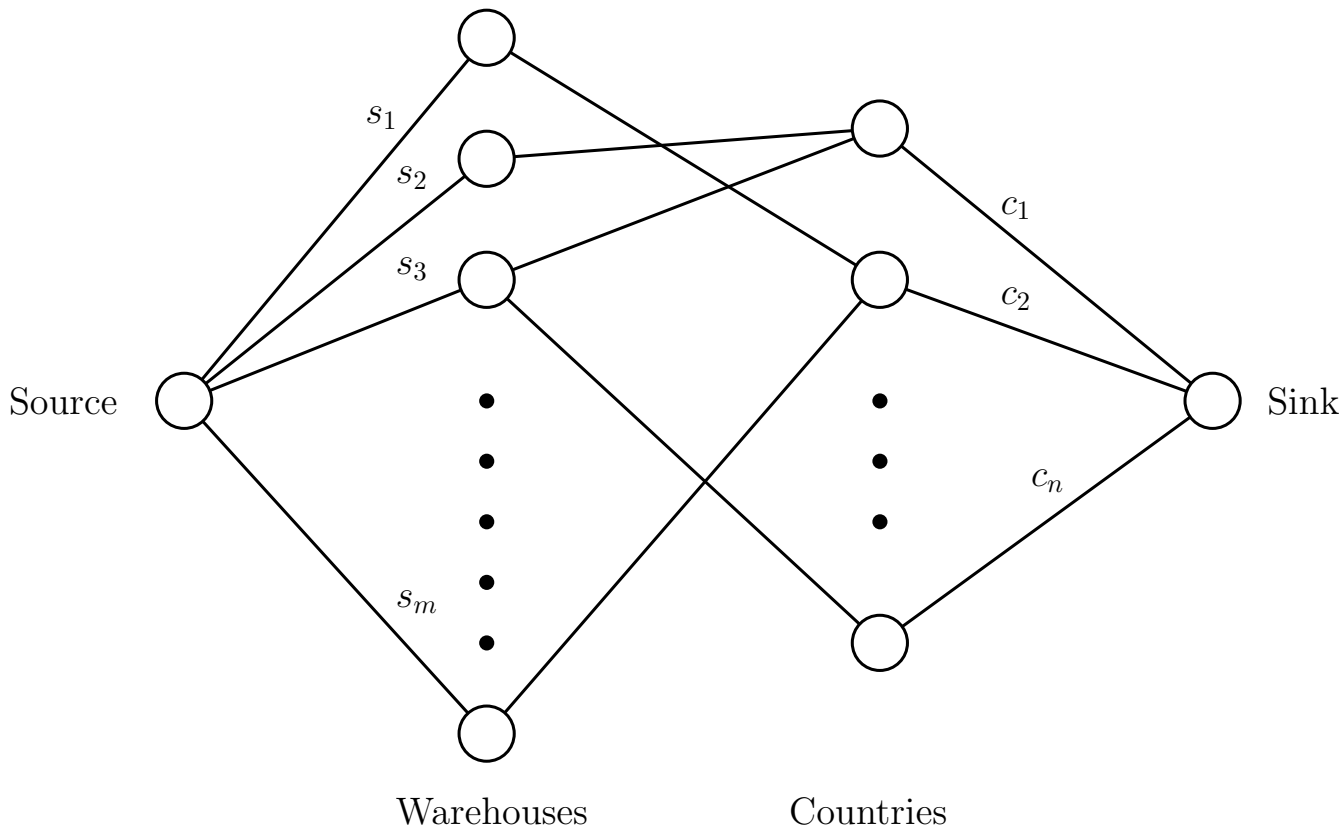 s₁
s₂
s₃
sₘ
c₁
c₂
cₙ
Source
Sink
Warehouses
Countries